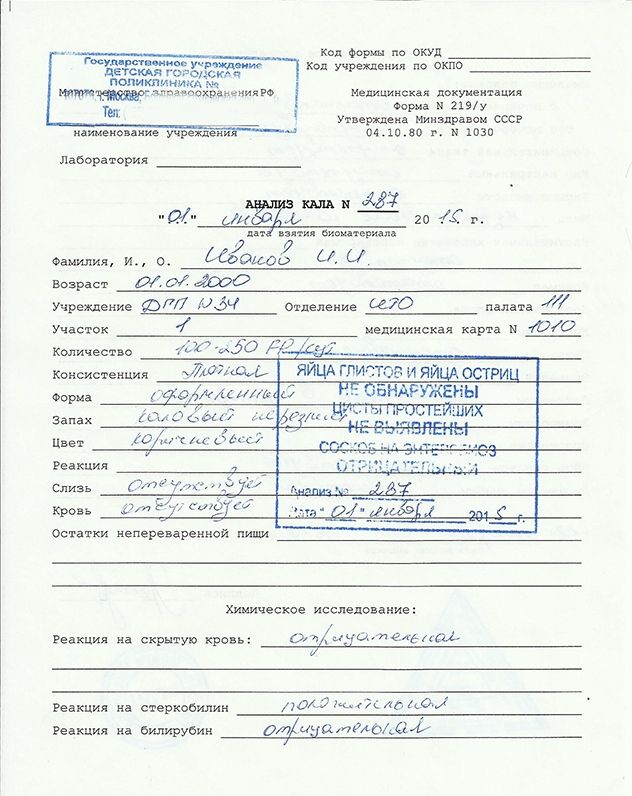 Код формы по ОКУД
Код учреждения по ОКПО
Государственное учреждение
ДЕТСКАЯ ГОРОДСКАЯ
ПОЛИКЛИНИКА №
Министерство здравоохранения РФ
г. Москва,
Тел:
наименование учреждения
Медицинская документация
Форма N 219/у
Утверждена Минздравом СССР
04.10.80 г. N 1030
Лаборатория
АНАЛИЗ КАЛА N 287
"01" января 2015 г.
дата взятия биоматериала
Фамилия, И., О. Иванов И. И.
Возраст 01.01.2000
Учреждение ДГП N 34 Отделение палата 111
Участок 1 медицинская карта N 1010
Количество 100-250 гр/сут
Консистенция
Форма оформленный
Запах каловый нерезкий
Цвет коричневый
Реакция
Слизь отсутствует
Кровь отсутствует
ЯЙЦА ГЛИСТОВ И ЯЙЦА ОСТРИЦ
НЕ ОБНАРУЖЕНЫ
ЦИСТЫ ПРОСТЕЙШИХ
НЕ ВЫЯВЛЕНЫ
СОСКОБ НА ЭНТЕРОБИОЗ
ОТРИЦАТЕЛЬНЫЙ
Анализ № 287
Дата "01" января 2015 г.
Остатки непереваренной пищи
Химическое исследование:
Реакция на скрытую кровь: отрицательная
Реакция на стеркобилин положительная
Реакция на билирубин отрицательная